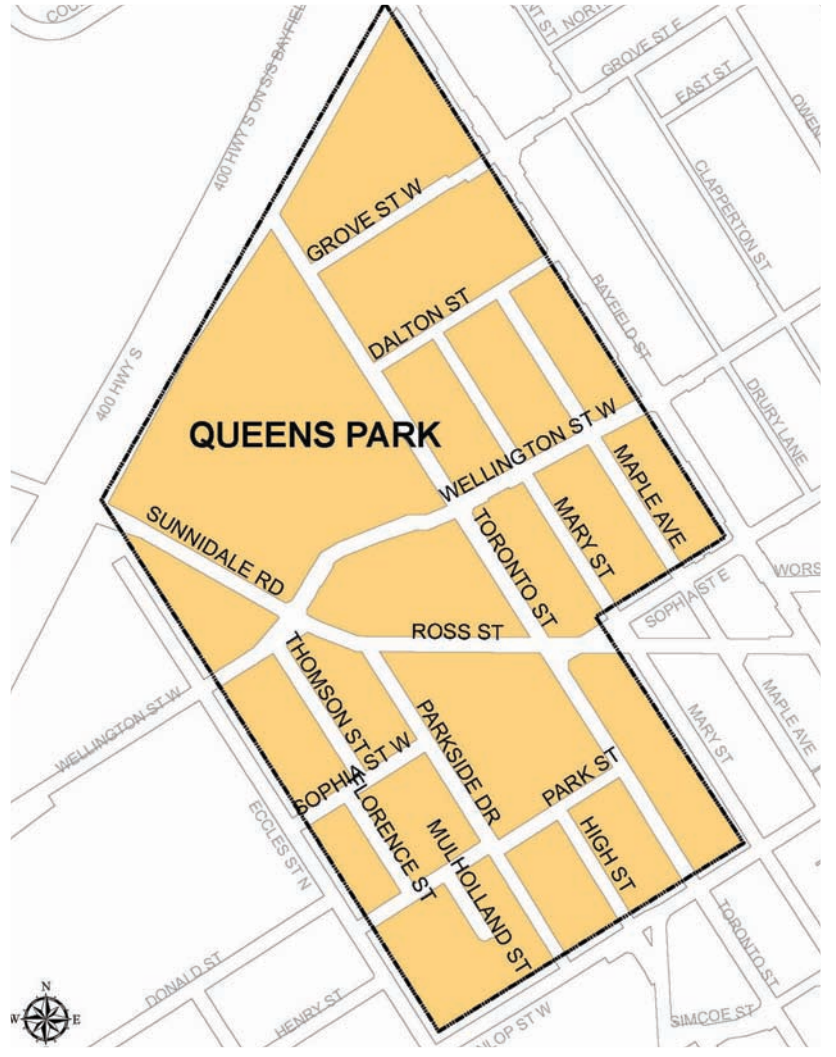 400 HWY S ON S/S BAYFIEL
GROVE ST E
EAST ST
CLAPPERTON ST
GROVE ST W
DALTON ST
BAYFIELD ST
400 HWY S
DRURY LANE
QUEENS PARK
WELLINGTON ST W
MAPLE AVE
MARY ST
TORONTO ST
SUNNIDALE RD
SOPHIA ST E
ROSS ST
THOMSON ST
PARKSIDE DR
WELLINGTON ST W
MARY ST
MAPLE AVE
SOPHIA ST W
PARK ST
FLORENCE ST
MULHOLLAND ST
HIGH ST
ECCLES ST N
TORONTO ST
DONALD ST
HENRY ST
SIMCOE ST
N
W
E